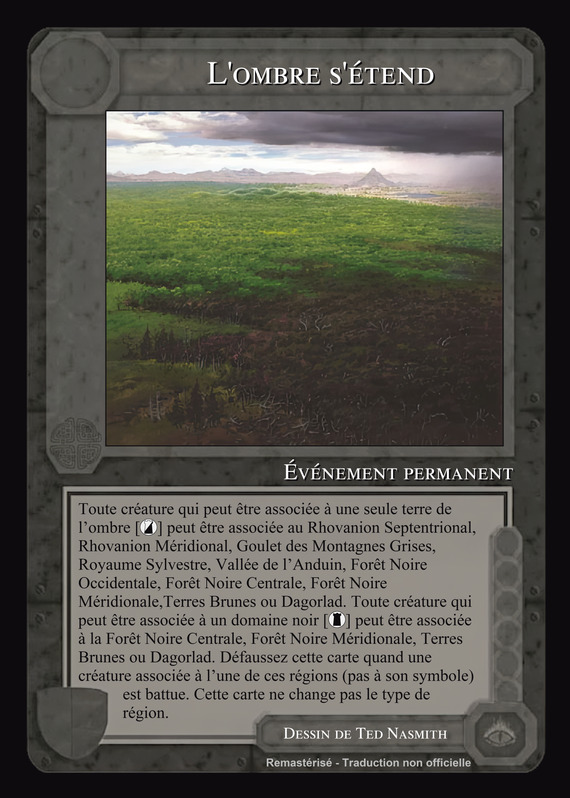 L'ombre s'étend
Événement permanent
Toute créature qui peut être associée à une seule terre de
l’ombre [ ] peut être associée au Rhovanion Septentrional,
Rhovanion Méridional, Goulet des Montagnes Grises,
Royaume Sylvestre, Vallée de l’Anduin, Forêt Noire
Occidentale, Forêt Noire Centrale, Forêt Noire
Méridionale,Terres Brunes ou Dagorlad. Toute créature qui
peut être associée à un domaine noir [ ] peut être associée
à la Forêt Noire Centrale, Forêt Noire Méridionale, Terres
Brunes ou Dagorlad. Défaussez cette carte quand une
créature associée à l’une de ces régions (pas à son symbole)
est battue. Cette carte ne change pas le type de
région.
Dessin de Ted Nasmith
Remastérisé - Traduction non officielle